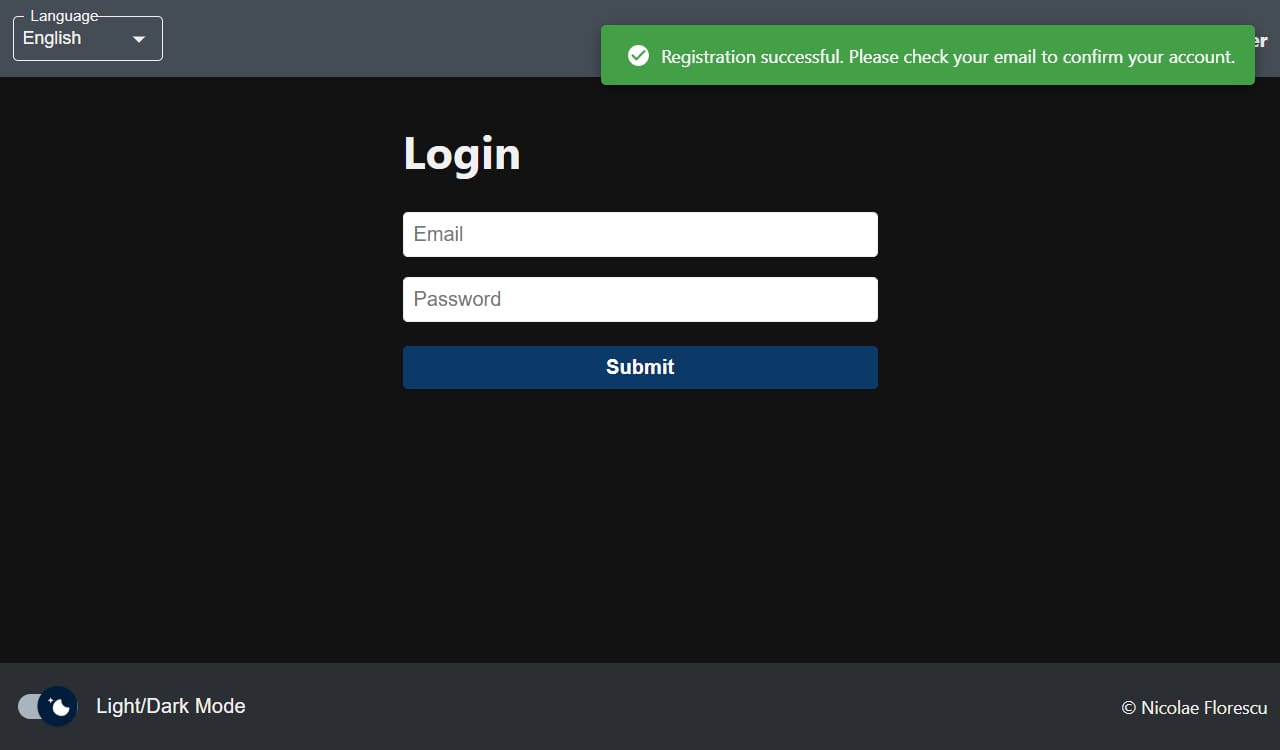 Language
English
Registration successful. Please check your email to confirm your account.
Login
Email
Password
Submit
Light/Dark Mode
© Nicolae Florescu